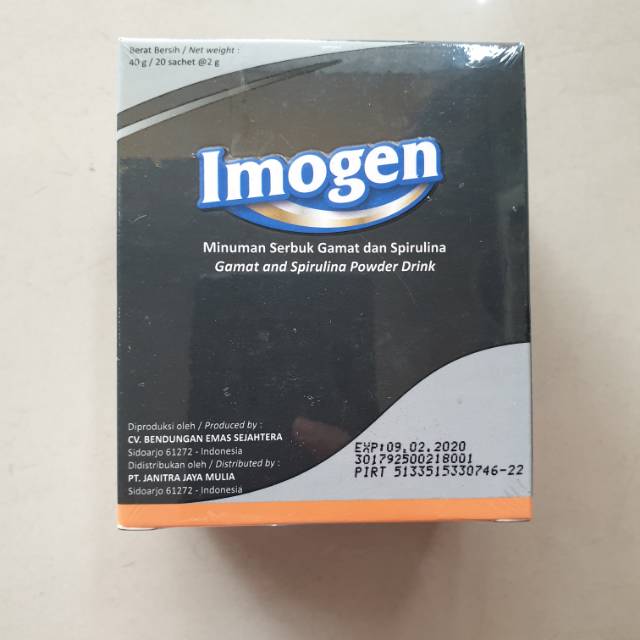 Berat Bersih / Net weight :
40 g / 20 sachet @2 g
Imogen
Minuman Serbuk Gamat dan Spirulina
Gamat and Spirulina Powder Drink
Diproduksi oleh / Produced by :
CV. BENDUNGAN EMAS SEJAHTERA
Sidoarjo 61272 - Indonesia
Didistribusikan oleh / Distributed by :
PT. JANITRA JAYA MULIA
Sidoarjo 61272 - Indonesia
EXP:09.02.2020
301792500218001
PIRT 5133515330746-22